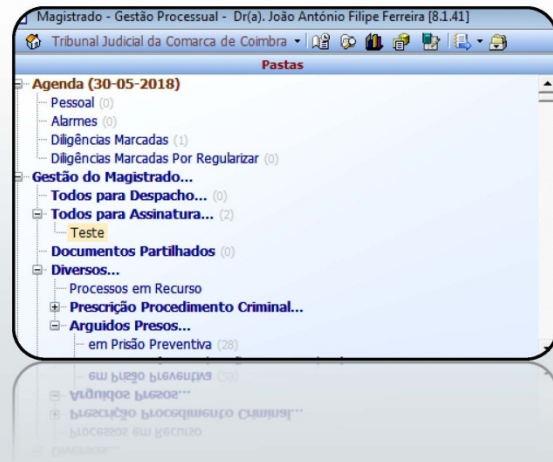 Magistrado - Gestão Processual - Dr(a). João António Filipe Ferreira [8.1.41]
Tribunal Judicial da Comarca de Coimbra
Pastas
Agenda (30-05-2018)
Pessoal (0)
Alarmes (0)
Diligências Marcadas (1)
Diligências Marcadas Por Regularizar (0)
Gestão do Magistrado...
Todos para Despacho... (0)
Todos para Assinatura... (2)
Teste
Documentos Partilhados (0)
Diversos...
Processos em Recurso
Prescrição Procedimento Criminal...
Arguidos Presos...
em Prisão Preventiva (28)